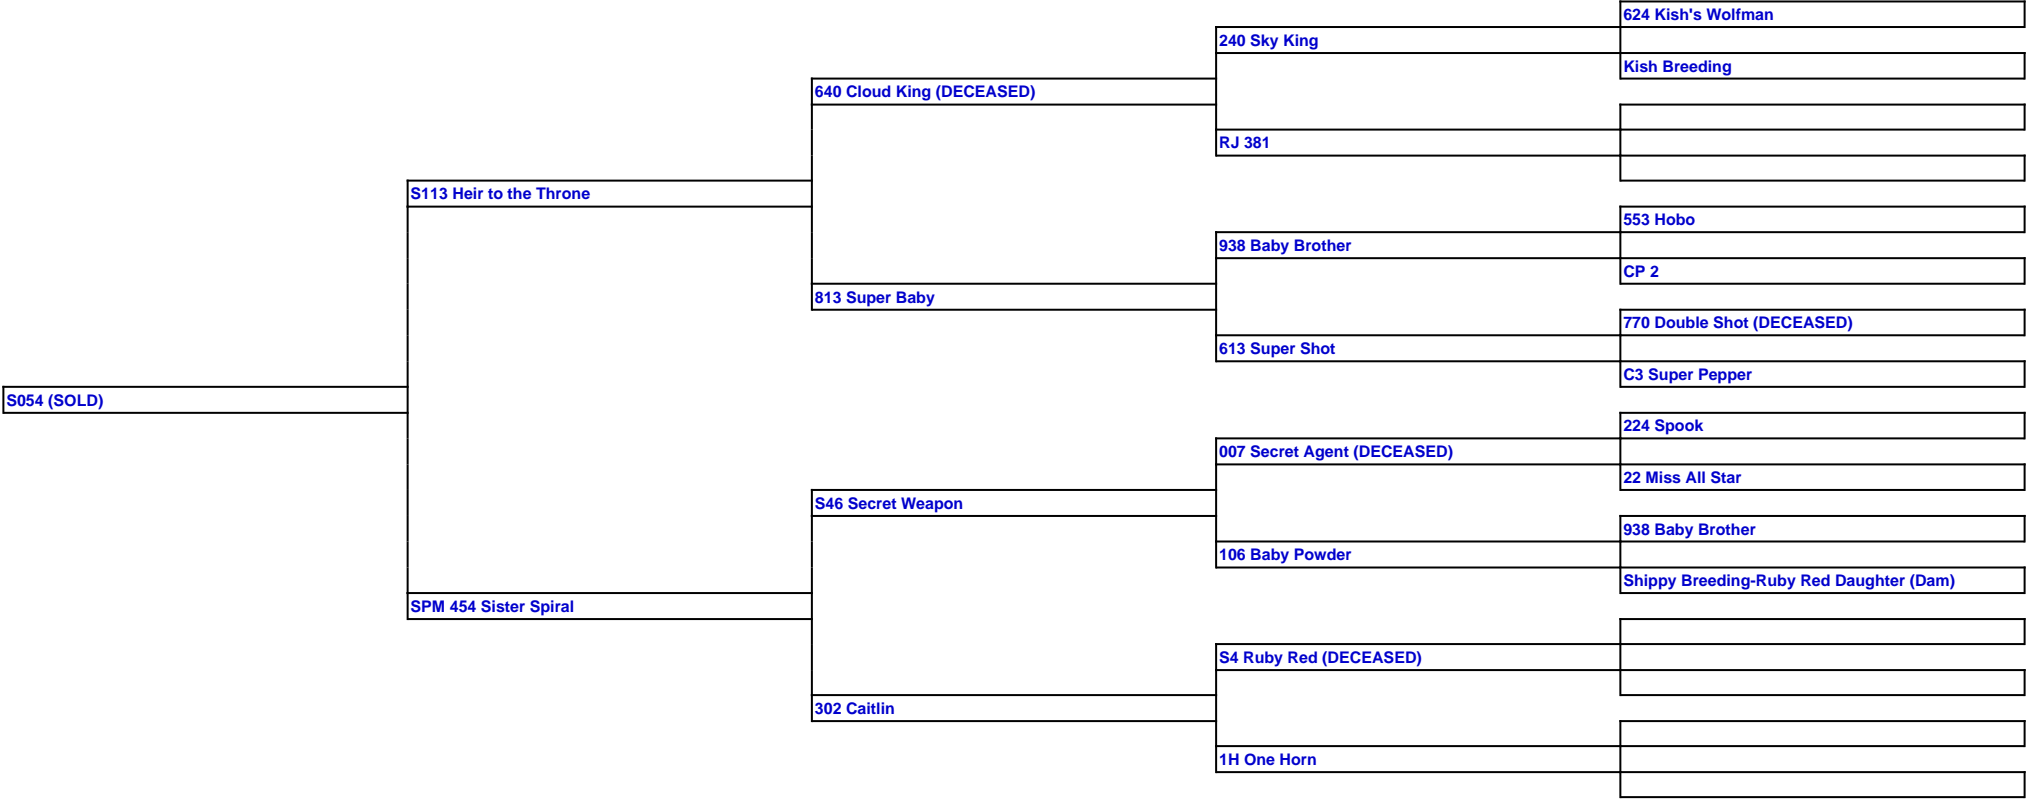 624 Kish's Wolfman
240 Sky King
Kish Breeding
640 Cloud King (DECEASED)
RJ 381
S113 Heir to the Throne
553 Hobo
938 Baby Brother
CP 2
813 Super Baby
770 Double Shot (DECEASED)
613 Super Shot
C3 Super Pepper
S054 (SOLD)
224 Spook
007 Secret Agent (DECEASED)
22 Miss All Star
S46 Secret Weapon
938 Baby Brother
106 Baby Powder
Shippy Breeding-Ruby Red Daughter (Dam)
SPM 454 Sister Spiral
S4 Ruby Red (DECEASED)
302 Caitlin
1H One Horn